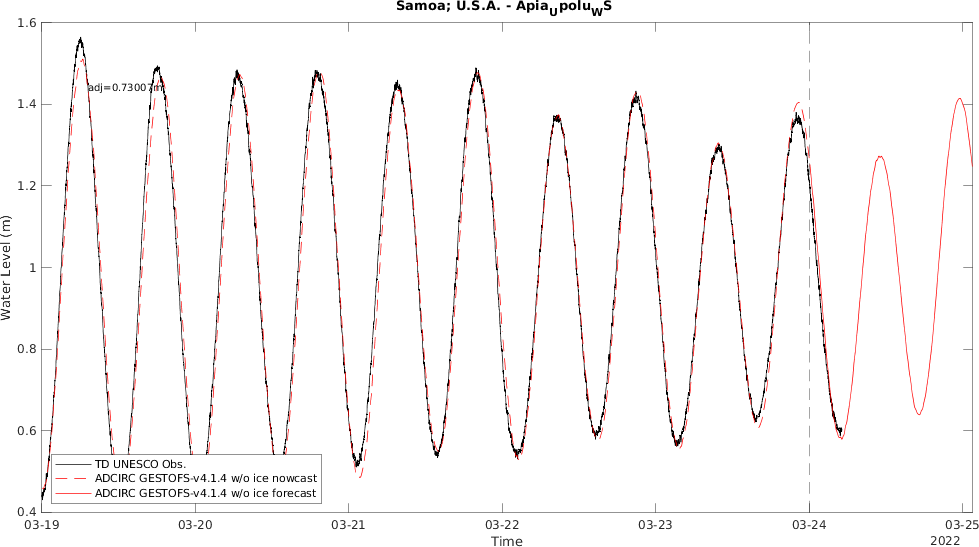 Samoa; U.S.A. - ApiaUpoluWS
1.6
1.4
1.2
1
0.8
0.6
0.4
Water Level (m)
adj=0.73007m
TD UNESCO Obs.
ADCIRC GESTOFS-v4.1.4 w/o ice nowcast
ADCIRC GESTOFS-v4.1.4 w/o ice forecast
03-19 03-20 03-21 03-22 03-23 03-24 03-25
Time
2022